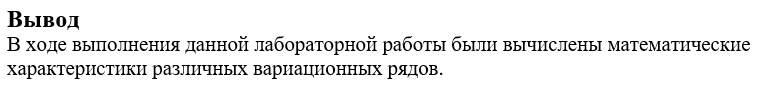 Вывод
В ходе выполнения данной лабораторной работы были вычислены математические
характеристики различных вариационных рядов.